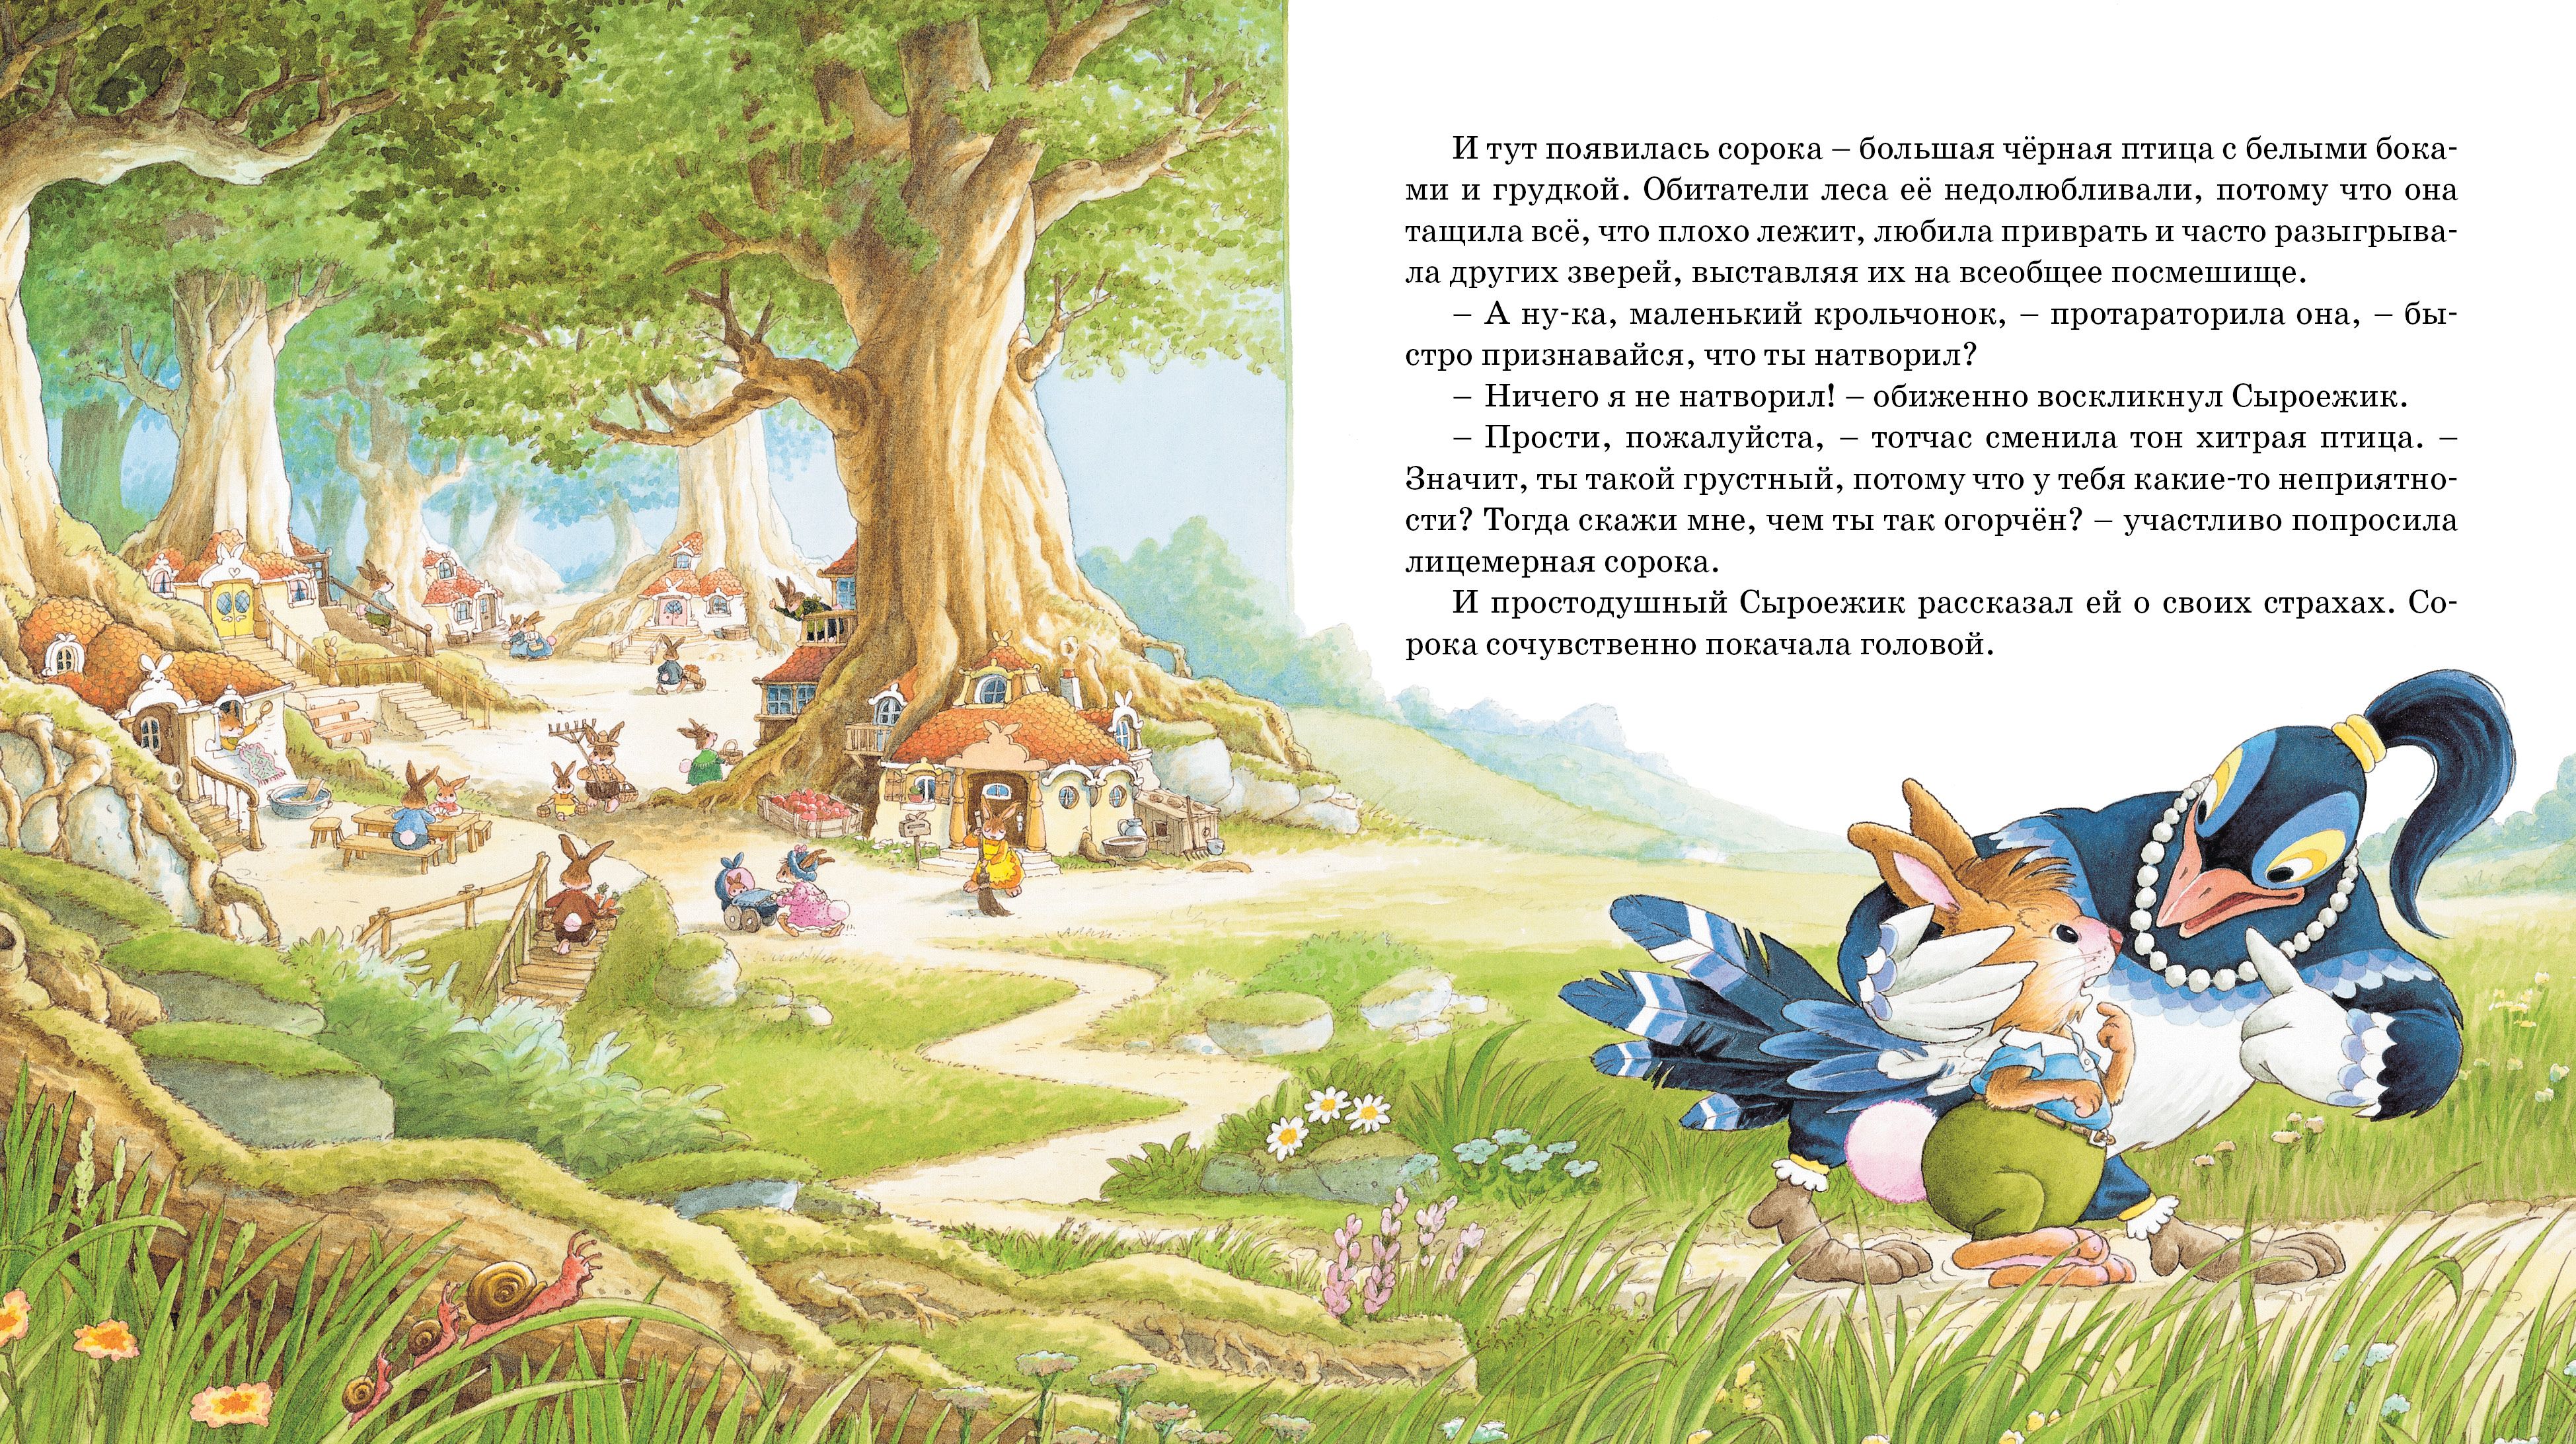 И тут появилась сорока – большая чёрная птица с белыми бока-
ми и грудкой. Обитатели леса её недолюбливали, потому что она
тащила всё, что плохо лежит, любила приврать и часто разыгрыва-
ла других зверей, выставляя их на всеобщее посмешище.
– А ну-ка, маленький крольчонок, – протараторила она, – бы-
стро признавайся, что ты натворил?
– Ничего я не натворил! – обиженно воскликнул Сыроежик.
– Прости, пожалуйста, – тотчас сменила тон хитрая птица. –
Значит, ты такой грустный, потому что у тебя какие-то неприятно-
сти? Тогда скажи мне, чем ты так огорчён? – участливо попросила
лицемерная сорока.
И простодушный Сыроежик рассказал ей о своих страхах. Со-
рока сочувственно покачала головой.